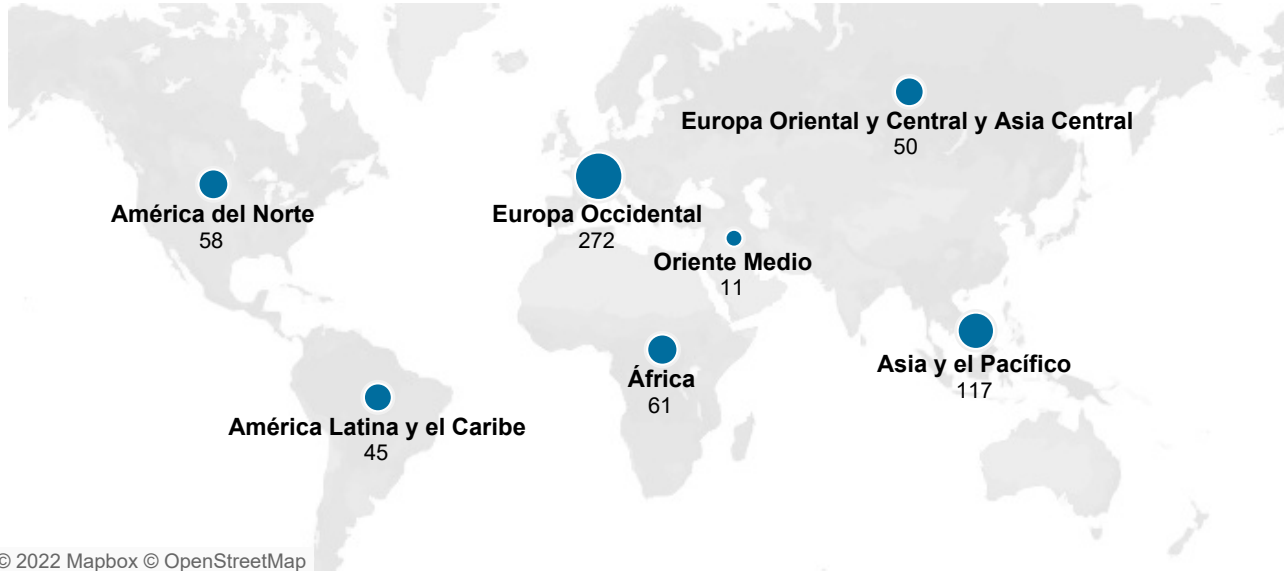 Europa Oriental y Central y Asia Central
50
América del Norte
58
Europa Occidental
272
Oriente Medio
11
Asia y el Pacífico
117
África
61
América Latina y el Caribe
45
© 2022 Mapbox © OpenStreetMap